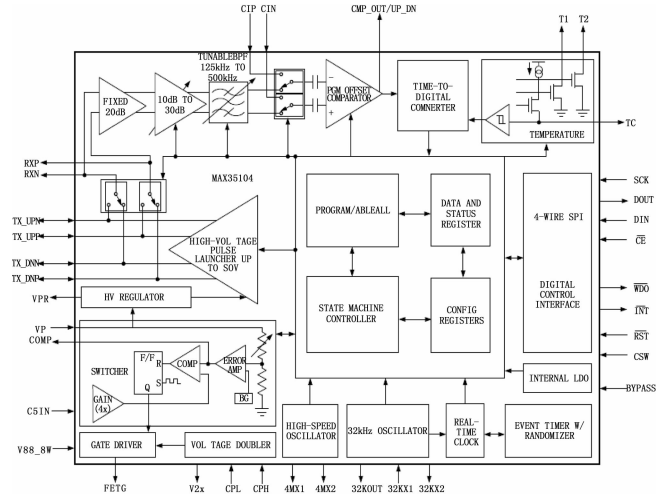 CIP CIN
CMP_OUT/UP_DN
T1 T2
TUNABLEBPF
125kHz TO
500kHz
FIXED
20dB
10dB TO
30dB
−
PGM OFFSET
COMPARATOR
+
TIME-TO-
DIGITAL
CONNERTER
TEMPERATURE
TC
RXP
RXN
MAX35104
TX_UPN
TX_UPP
TX_DNN
TX_DNP
HIGH-VOL TAGE
PULSE
LAUNCHER UP
TO SOV
PROGRAM/ABLEALL
DATA AND
STATUS
REGISTER
STATE MACHINE
CONTROLLER
CONFIG
REGISTERS
4-WIRE SPI
DIGITAL
CONTROL
INTERFACE
SCK
DOUT
DIN
CE
WDO
INT
RST
CSW
VPR
HV REGULATOR
VP
COMP
SWITCHER
F/F
R
S
Q
COMP
ERROR
AMP
BG
GAIN
(4x)
INTERNAL LDO
BYPASS
C5IN
V88_8W
GATE DRIVER
VOL TAGE DOUBLER
HIGH-SPEED
OSCILLATOR
32kHz OSCILLATOR
REAL-
TIME
CLOCK
EVENT TIMER W/
RANDOMIZER
FETG
V2x
CPL
CPH
4MX1
4MX2
32KOUT
32KX1
32KX2